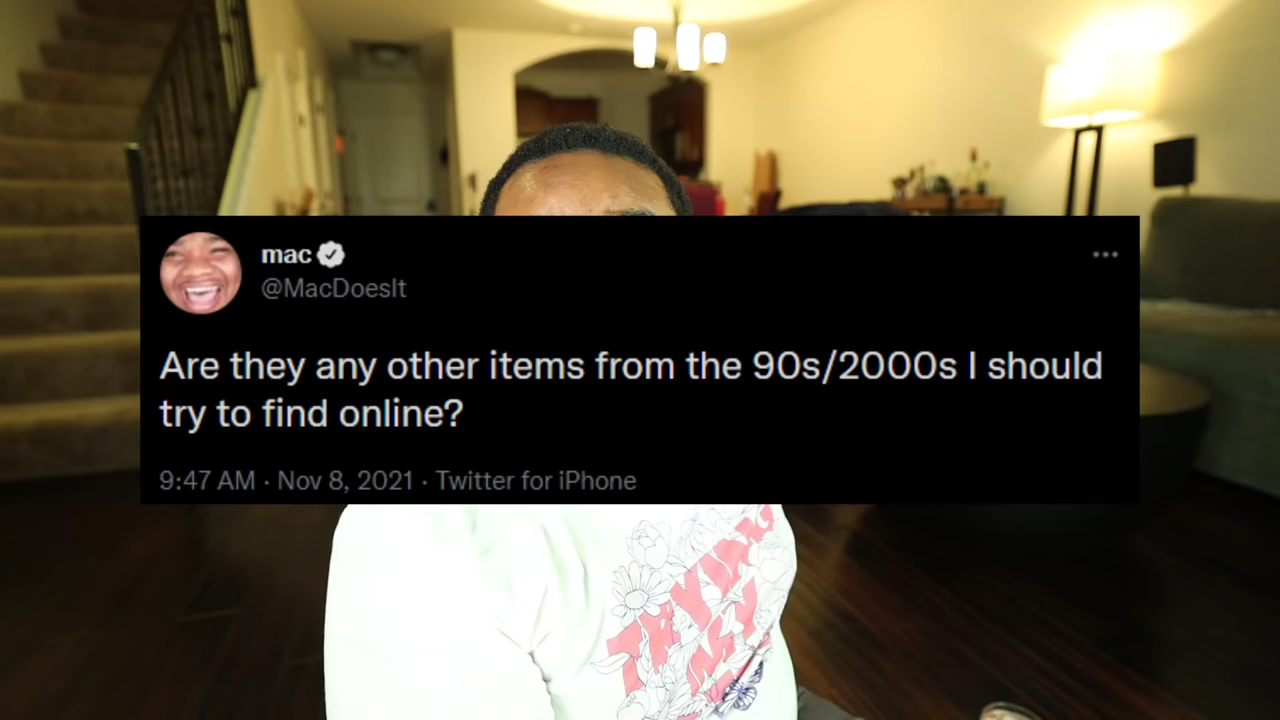 mac
@MacDoesIt
Are they any other items from the 90s/2000s I should
try to find online?
9:47 AM · Nov 8, 2021 · Twitter for iPhone